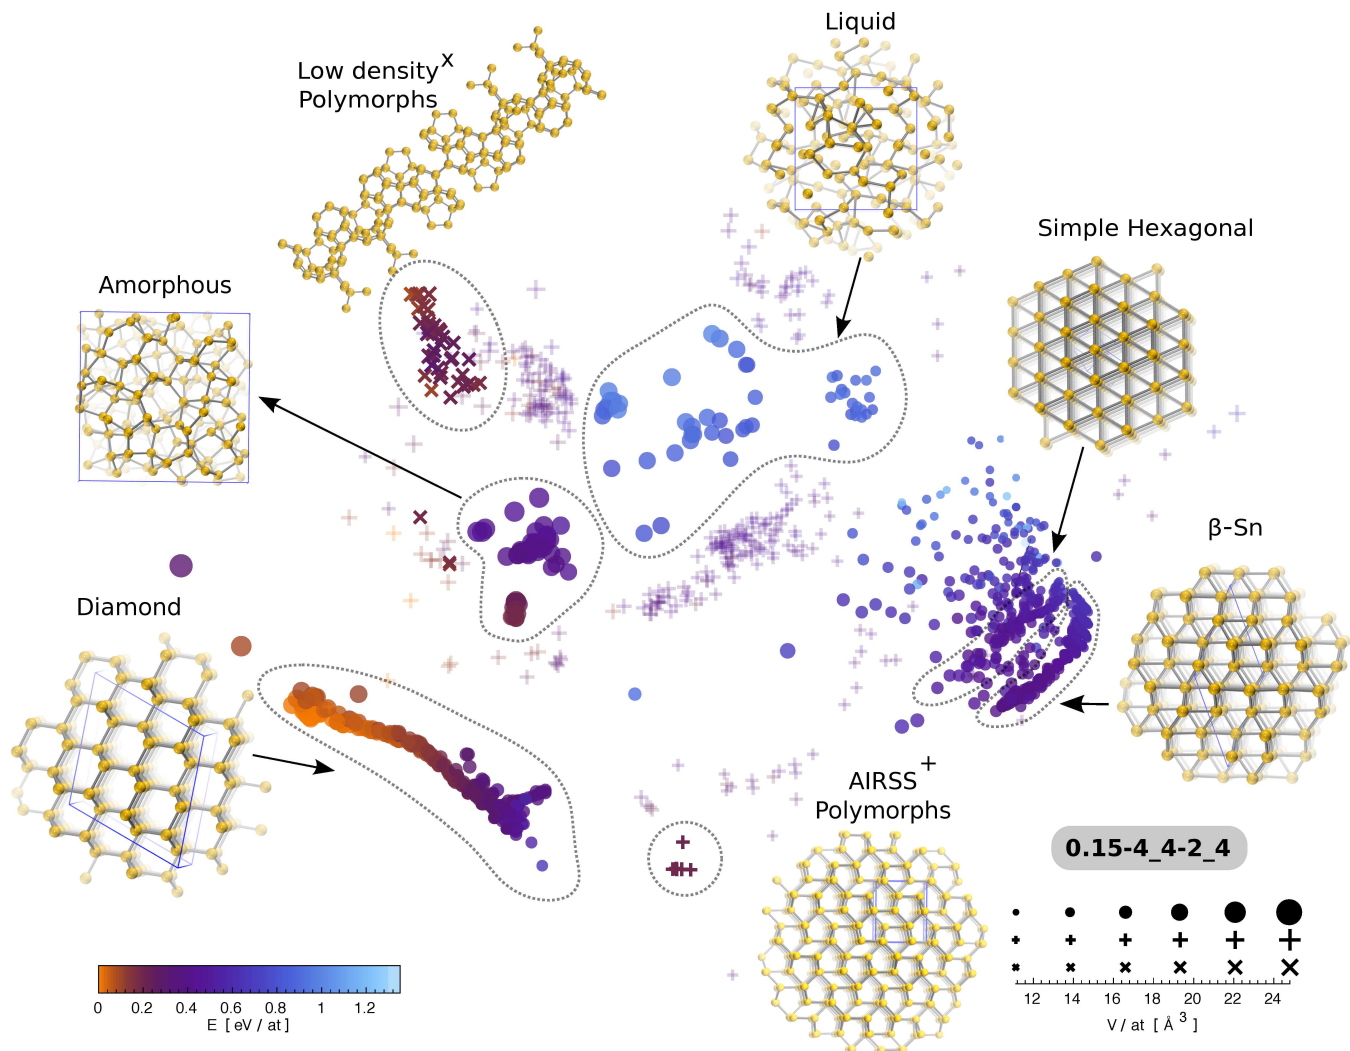 Liquid
Low density x
Polymorphs
Simple Hexagonal
Amorphous
β-Sn
Diamond
AIRSS +
Polymorphs
0.15-4_4-2_4
0 0.2 0.4 0.6 0.8 1 1.2
E [ eV / at ]
12 14 16 18 20 22 24
V / at [ Å 3 ]